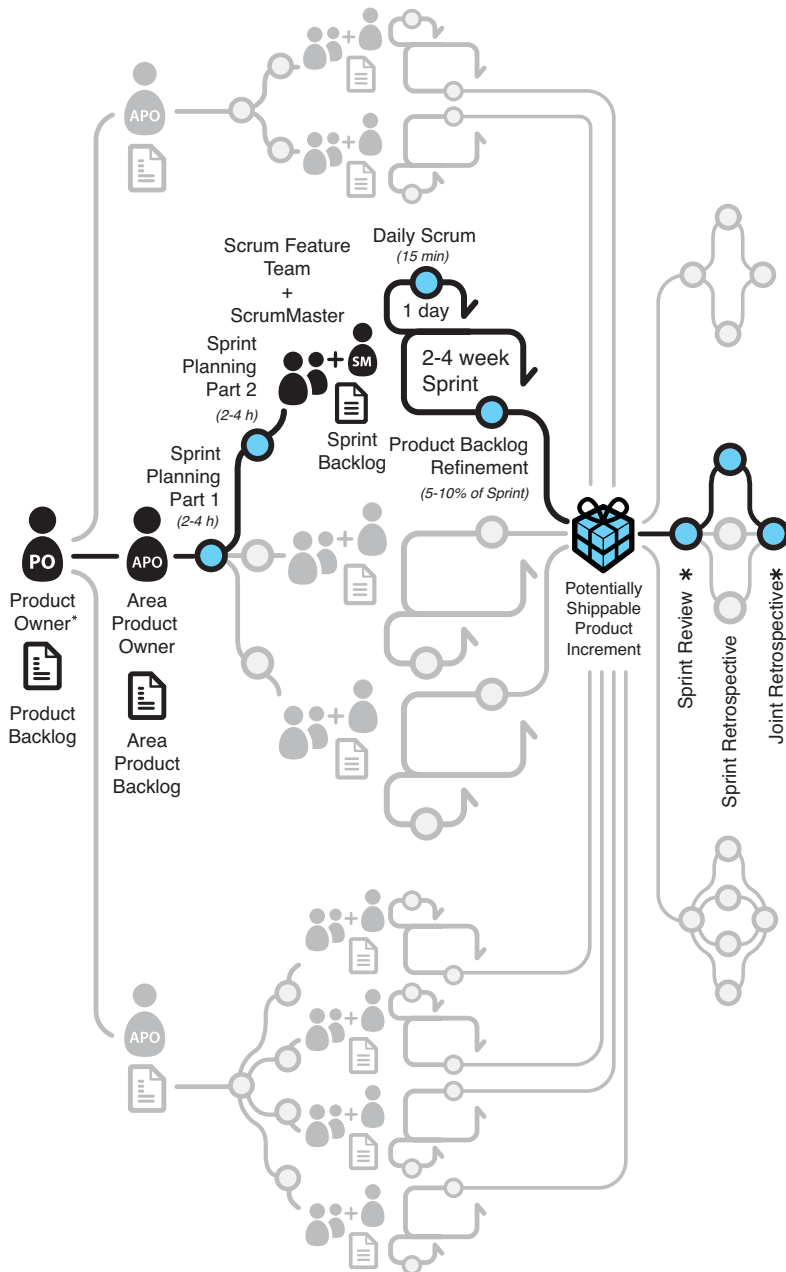 APO
Scrum Feature
Team
+
ScrumMaster
Daily Scrum
(15 min)
1 day
Sprint
Planning
Part 2
(2-4 h)
+
SM
2-4 week
Sprint
Sprint
Backlog
Product Backlog
Refinement
(5-10% of Sprint)
Sprint
Planning
Part 1
(2-4 h)
PO
APO
Product
Owner*
Area
Product
Owner
Product
Backlog
Area
Product
Backlog
Potentially
Shippable
Product
Increment
Sprint Review *
Sprint Retrospective
Joint Retrospective*
APO